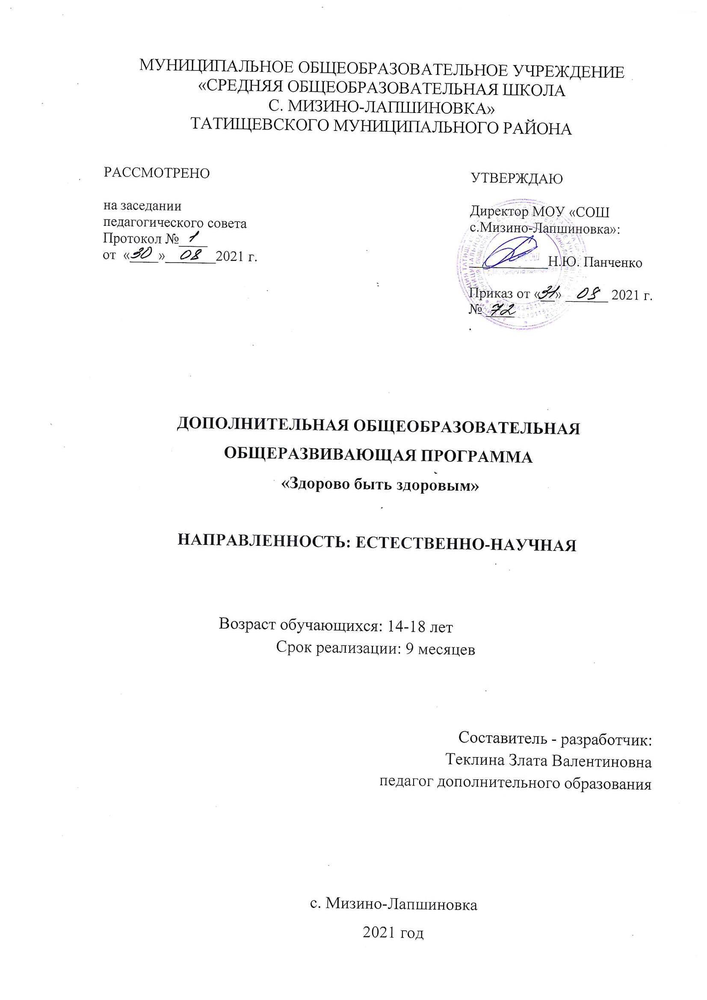 МУНИЦИПАЛЬНОЕ ОБЩЕОБРАЗОВАТЕЛЬНОЕ УЧРЕЖДЕНИЕ
«СРЕДНЯЯ ОБЩЕОБРАЗОВАТЕЛЬНАЯ ШКОЛА
С. МИЗИНО-ЛАПШИНОВКА»
ТАТИЩЕВСКОГО МУНИЦИПАЛЬНОГО РАЙОНА
РАССМОТРЕНО
на заседании
педагогического совета
Протокол № 1
от «30» 08 2021 г.
УТВЕРЖДАЮ
Директор МОУ «СОШ
с.Мизино-Лапшиновка»:
Н.Ю. Панченко
Приказ от «31» 08 2021 г.
№ 72
ДОПОЛНИТЕЛЬНАЯ ОБЩЕОБРАЗОВАТЕЛЬНАЯ
ОБЩЕРАЗВИВАЮЩАЯ ПРОГРАММА
«Здорово быть здоровым»
НАПРАВЛЕННОСТЬ: ЕСТЕСТВЕННО-НАУЧНАЯ
Возраст обучающихся: 14-18 лет
Срок реализации: 9 месяцев
Составитель - разработчик:
Теклина Злата Валентиновна
педагог дополнительного образования
с. Мизино-Лапшиновка
2021 год